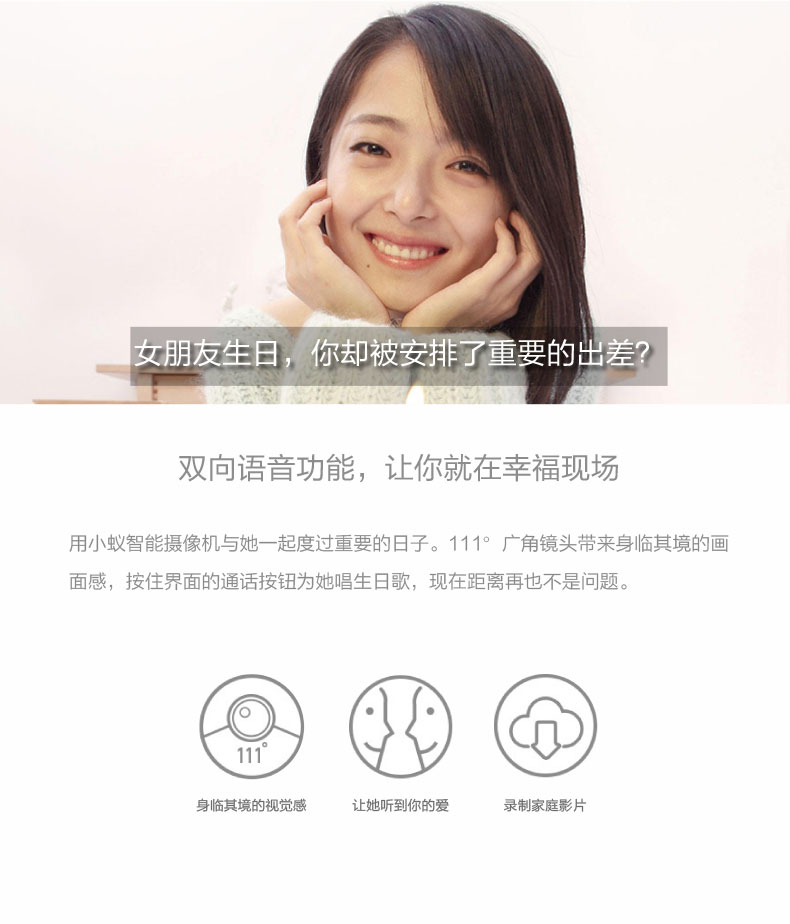 女朋友生日，你却被安排了重要的出差？
双向语音功能，让你就在幸福现场
用小蚁智能摄像机与她一起度过重要的日子。111°广角镜头带来身临其境的画
面感，按住界面的通话按钮为她唱生日歌，现在距离再也不是问题。
111°
身临其境的视觉感
让她听到你的爱
录制家庭影片